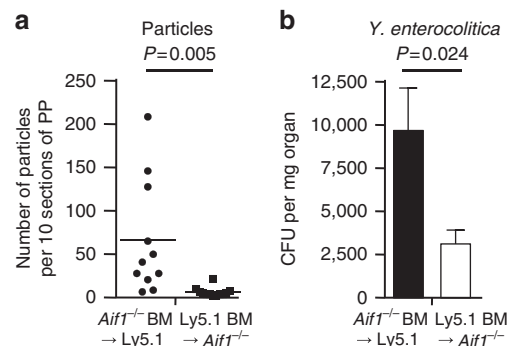 a
Particles
P=0.005
Number of particles
per 10 sections of PP
250
200
150
100
50
0
Aif1–/– BM
→ Ly5.1
Ly5.1 BM
→ Aif1–/–
b
Y. enterocolitica
P=0.024
CFU per mg organ
12,500
10,000
7,500
5,000
2,500
0
Aif1–/– BM
→ Ly5.1
Ly5.1 BM
→ Aif1–/–